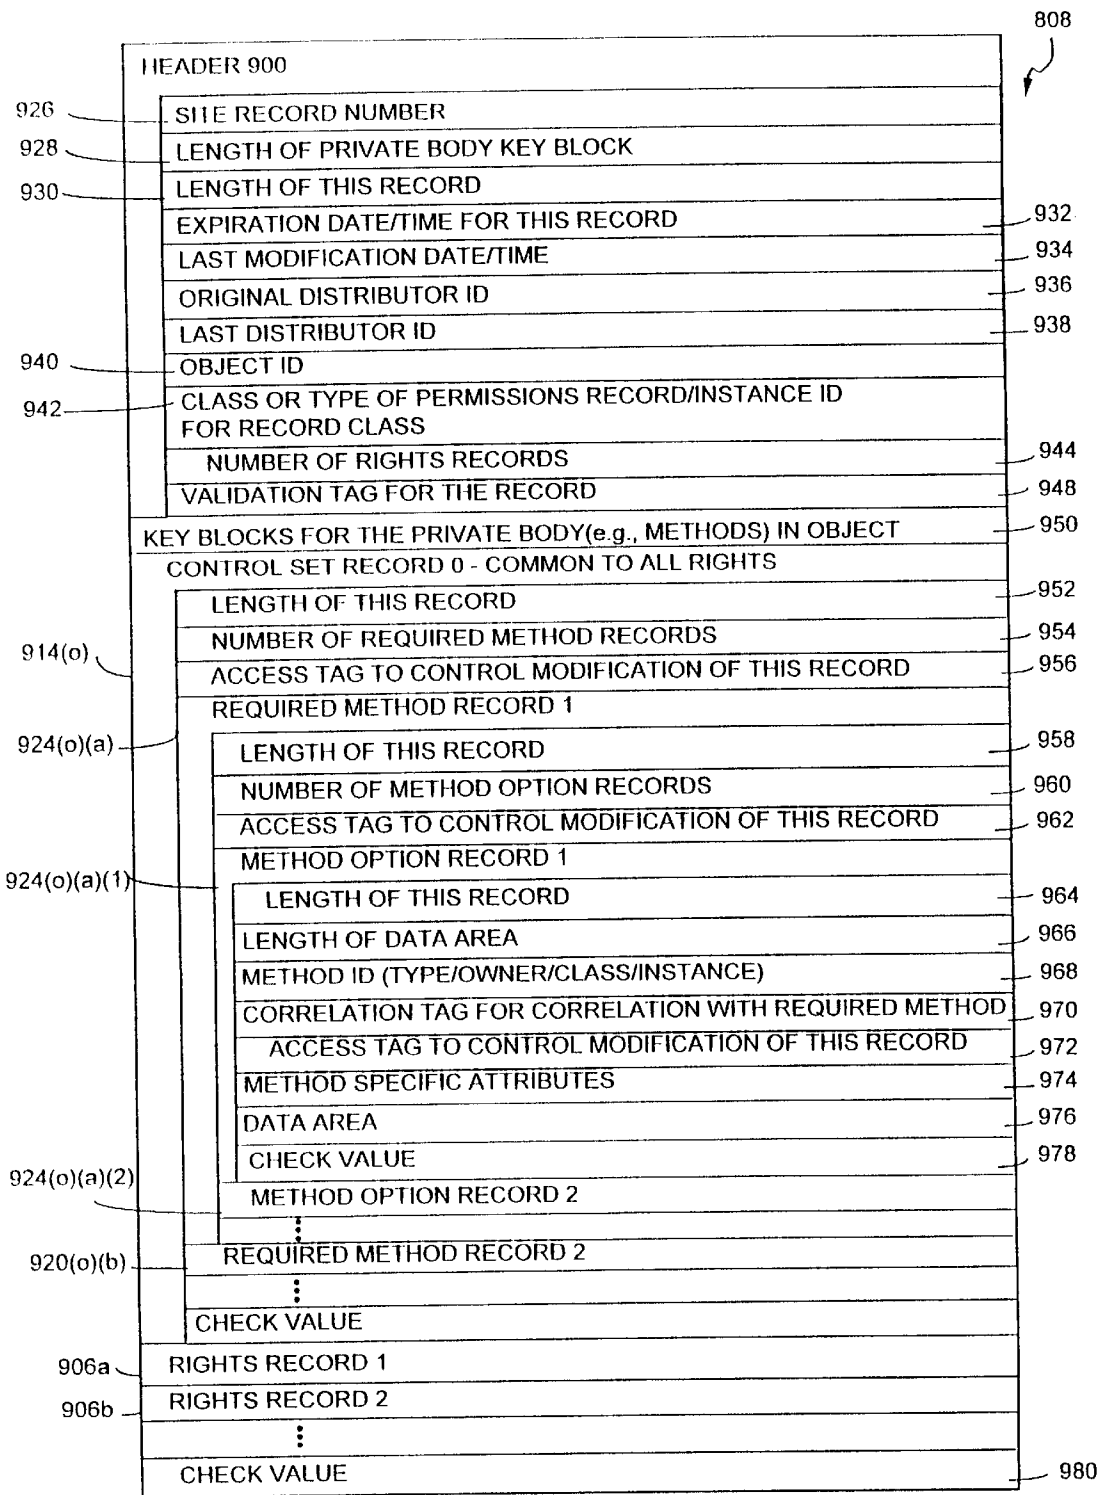 808
HEADER 900
926 SITE RECORD NUMBER
928 LENGTH OF PRIVATE BODY KEY BLOCK
930 LENGTH OF THIS RECORD
EXPIRATION DATE/TIME FOR THIS RECORD 932
LAST MODIFICATION DATE/TIME 934
ORIGINAL DISTRIBUTOR ID 936
LAST DISTRIBUTOR ID 938
940 OBJECT ID
942 CLASS OR TYPE OF PERMISSIONS RECORD/INSTANCE ID
FOR RECORD CLASS
NUMBER OF RIGHTS RECORDS 944
VALIDATION TAG FOR THE RECORD 948
KEY BLOCKS FOR THE PRIVATE BODY(e.g., METHODS) IN OBJECT 950
CONTROL SET RECORD 0 - COMMON TO ALL RIGHTS
LENGTH OF THIS RECORD 952
NUMBER OF REQUIRED METHOD RECORDS 954
914(o) ACCESS TAG TO CONTROL MODIFICATION OF THIS RECORD 956
REQUIRED METHOD RECORD 1
924(o)(a) LENGTH OF THIS RECORD 958
NUMBER OF METHOD OPTION RECORDS 960
ACCESS TAG TO CONTROL MODIFICATION OF THIS RECORD 962
METHOD OPTION RECORD 1
924(o)(a)(1) LENGTH OF THIS RECORD 964
LENGTH OF DATA AREA 966
METHOD ID (TYPE/OWNER/CLASS/INSTANCE) 968
CORRELATION TAG FOR CORRELATION WITH REQUIRED METHOD 970
ACCESS TAG TO CONTROL MODIFICATION OF THIS RECORD 972
METHOD SPECIFIC ATTRIBUTES 974
DATA AREA 976
CHECK VALUE 978
924(o)(a)(2) METHOD OPTION RECORD 2
920(o)(b) REQUIRED METHOD RECORD 2
CHECK VALUE
906a RIGHTS RECORD 1
906b RIGHTS RECORD 2
CHECK VALUE 980